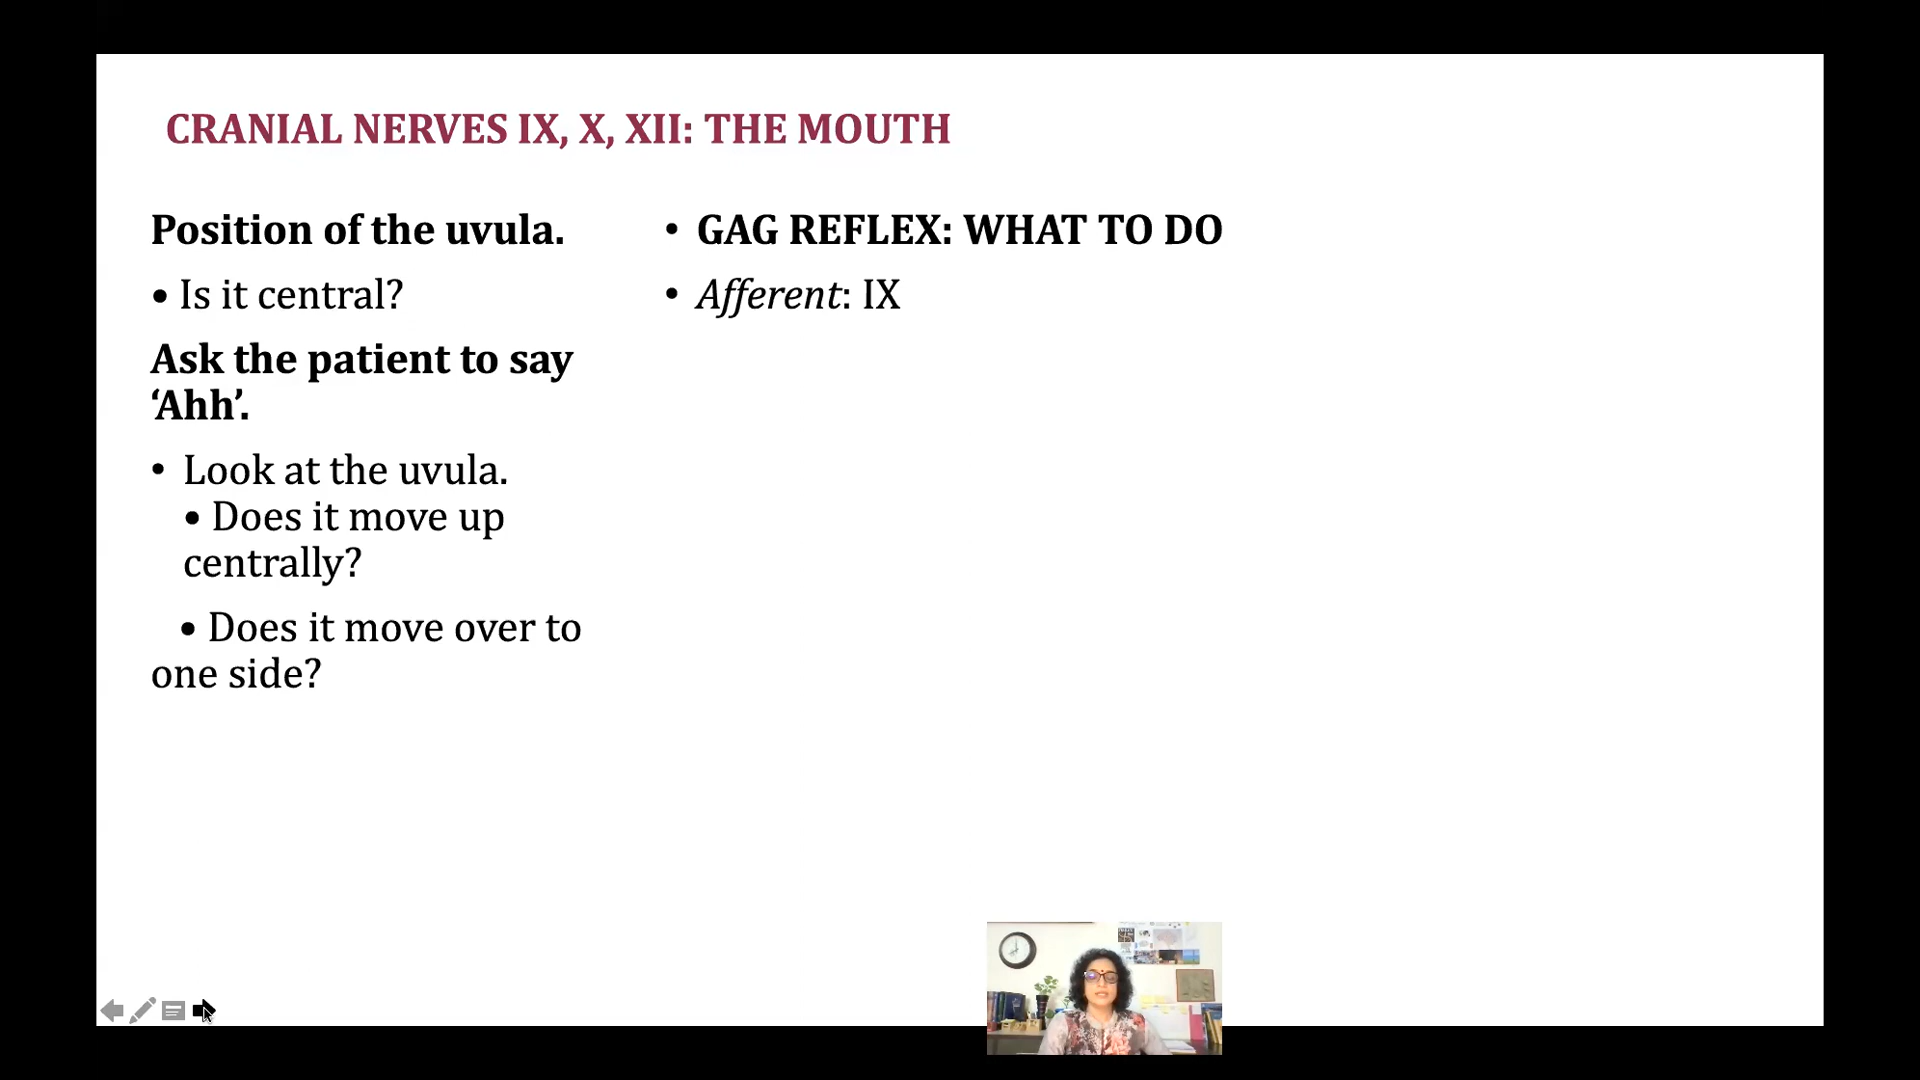 CRANIAL NERVES IX, X, XII: THE MOUTH
Position of the uvula.
• Is it central?
Ask the patient to say
‘Ahh’.
• Look at the uvula.
• Does it move up
centrally?
• Does it move over to
one side?
• GAG REFLEX: WHAT TO DO
• Afferent: IX